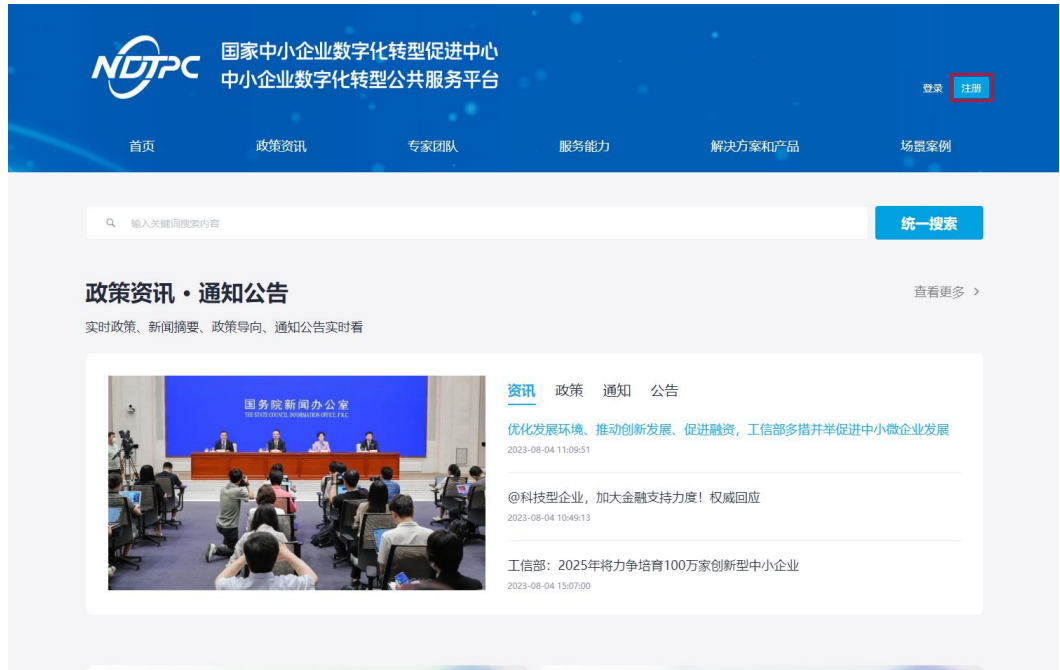 NDTPC
国家中小企业数字化转型促进中心
中小企业数字化转型公共服务平台
登录 注册
首页 政策资讯 专家团队 服务能力 解决方案和产品 场景案例
输入关键词搜索内容 统一搜索
政策资讯·通知公告 查看更多 >
实时政策、新闻摘要、政策导向、通知公告实时看
国务院新闻办公室
THE STATE COUNCIL INFORMATION OFFICE, P.R.C
资讯 政策 通知 公告
优化发展环境、推动创新发展、促进融资，工信部多措并举促进中小微企业发展
2023-08-04 11:09:51
@科技型企业，加大金融支持力度！权威回应
2023-08-04 10:49:13
工信部：2025年将力争培育100万家创新型中小企业
2023-08-04 15:07:00